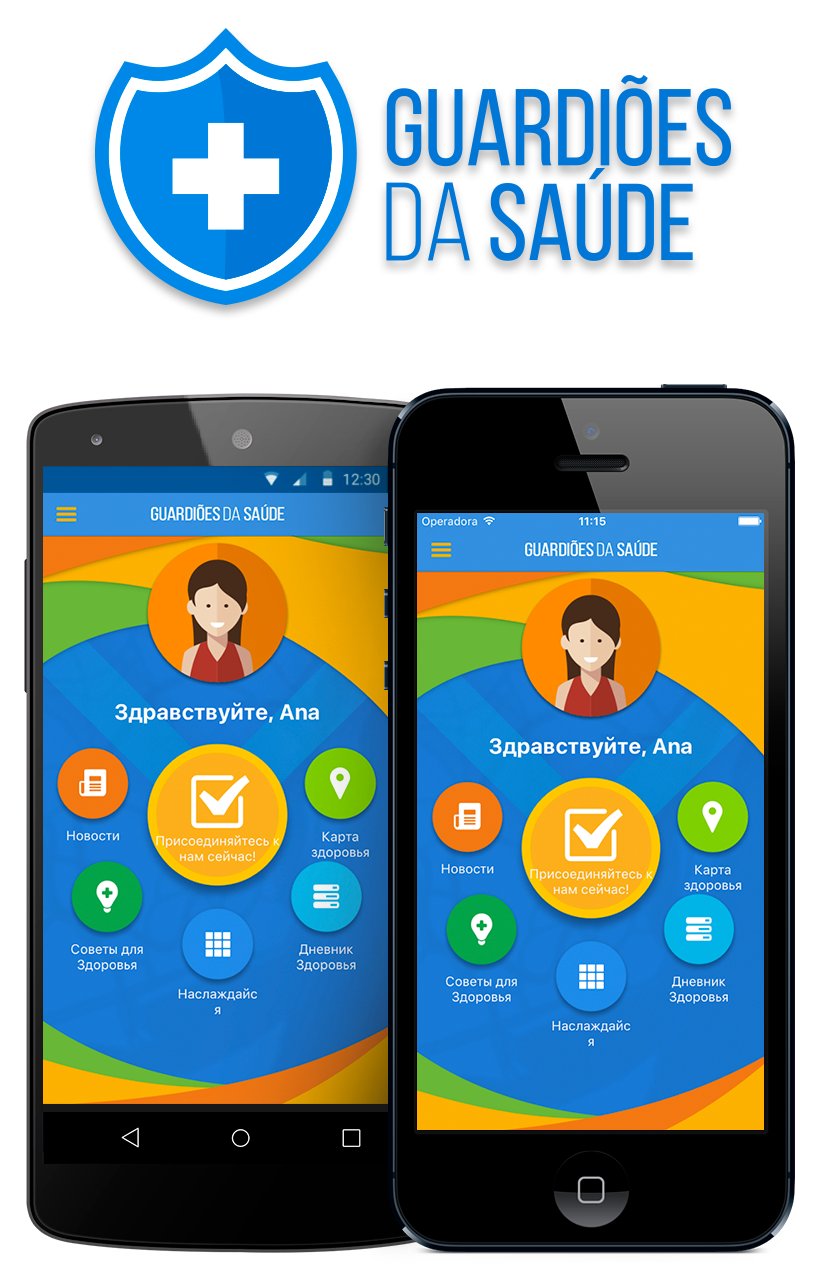 GUARDIÕES
DA SAÚDE
12:30
GUARDIÕES DA SAÚDE
Здравствуйте, Ana
Присоединяйтесь к
нам сейчас!
Новости
Карта
здоровья
Советы для
Здоровья
Дневник
Здоровья
Наслаждайс
я
Operadora
11:15
GUARDIÕES DA SAÚDE
Здравствуйте, Ana
Присоединяйтесь к
нам сейчас!
Новости
Карта
здоровья
Советы для
Здоровья
Дневник
Здоровья
Наслаждайс
я